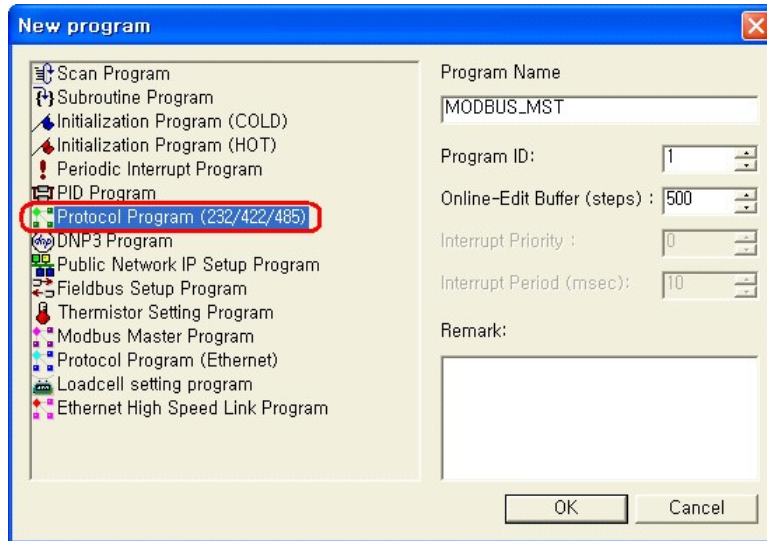 New program
Scan Program
Subroutine Program
Initialization Program (COLD)
Initialization Program (HOT)
Periodic Interrupt Program
PID Program
Protocol Program (232/422/485)
DNP3 Program
Public Network IP Setup Program
Fieldbus Setup Program
Thermistor Setting Program
Modbus Master Program
Protocol Program (Ethernet)
Loadcell setting program
Ethernet High Speed Link Program
Program Name
MODBUS_MST
Program ID: 1
Online-Edit Buffer (steps) : 500
Interrupt Priority : 0
Interrupt Period (msec): 10
Remark:
OK Cancel